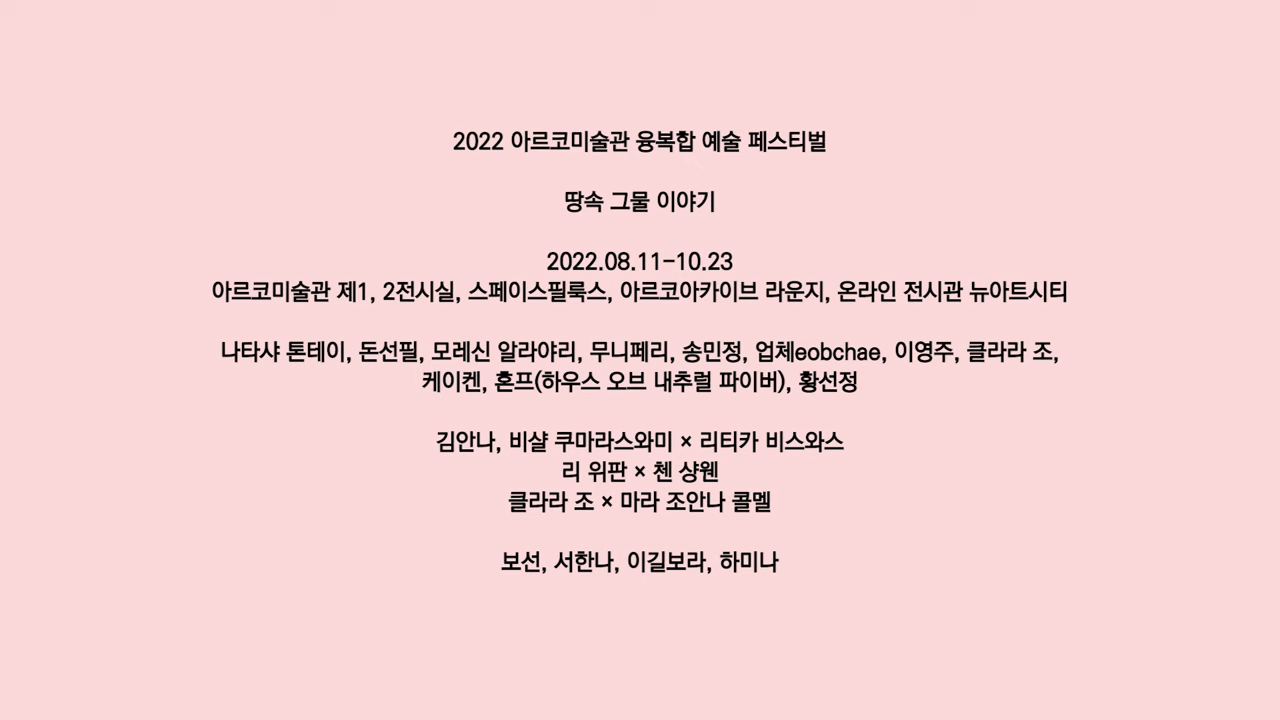 2022 아르코미술관 융복합 예술 페스티벌
땅속 그물 이야기
2022.08.11-10.23
아르코미술관 제1, 2전시실, 스페이스필룩스, 아르코아카이브 라운지, 온라인 전시관 뉴아트시티
나타샤 톤테이, 돈선필, 모레신 알라야리, 무니페리, 송민정, 업체eobchae, 이영주, 클라라 조,
케이켄, 혼프(하우스 오브 내추럴 파이버), 황선정
김안나, 비샬 쿠마라스와미 × 리티카 비스와스
리 위판 × 첸 샹웬
클라라 조 × 마라 조안나 콜멜
보선, 서한나, 이길보라, 하미나